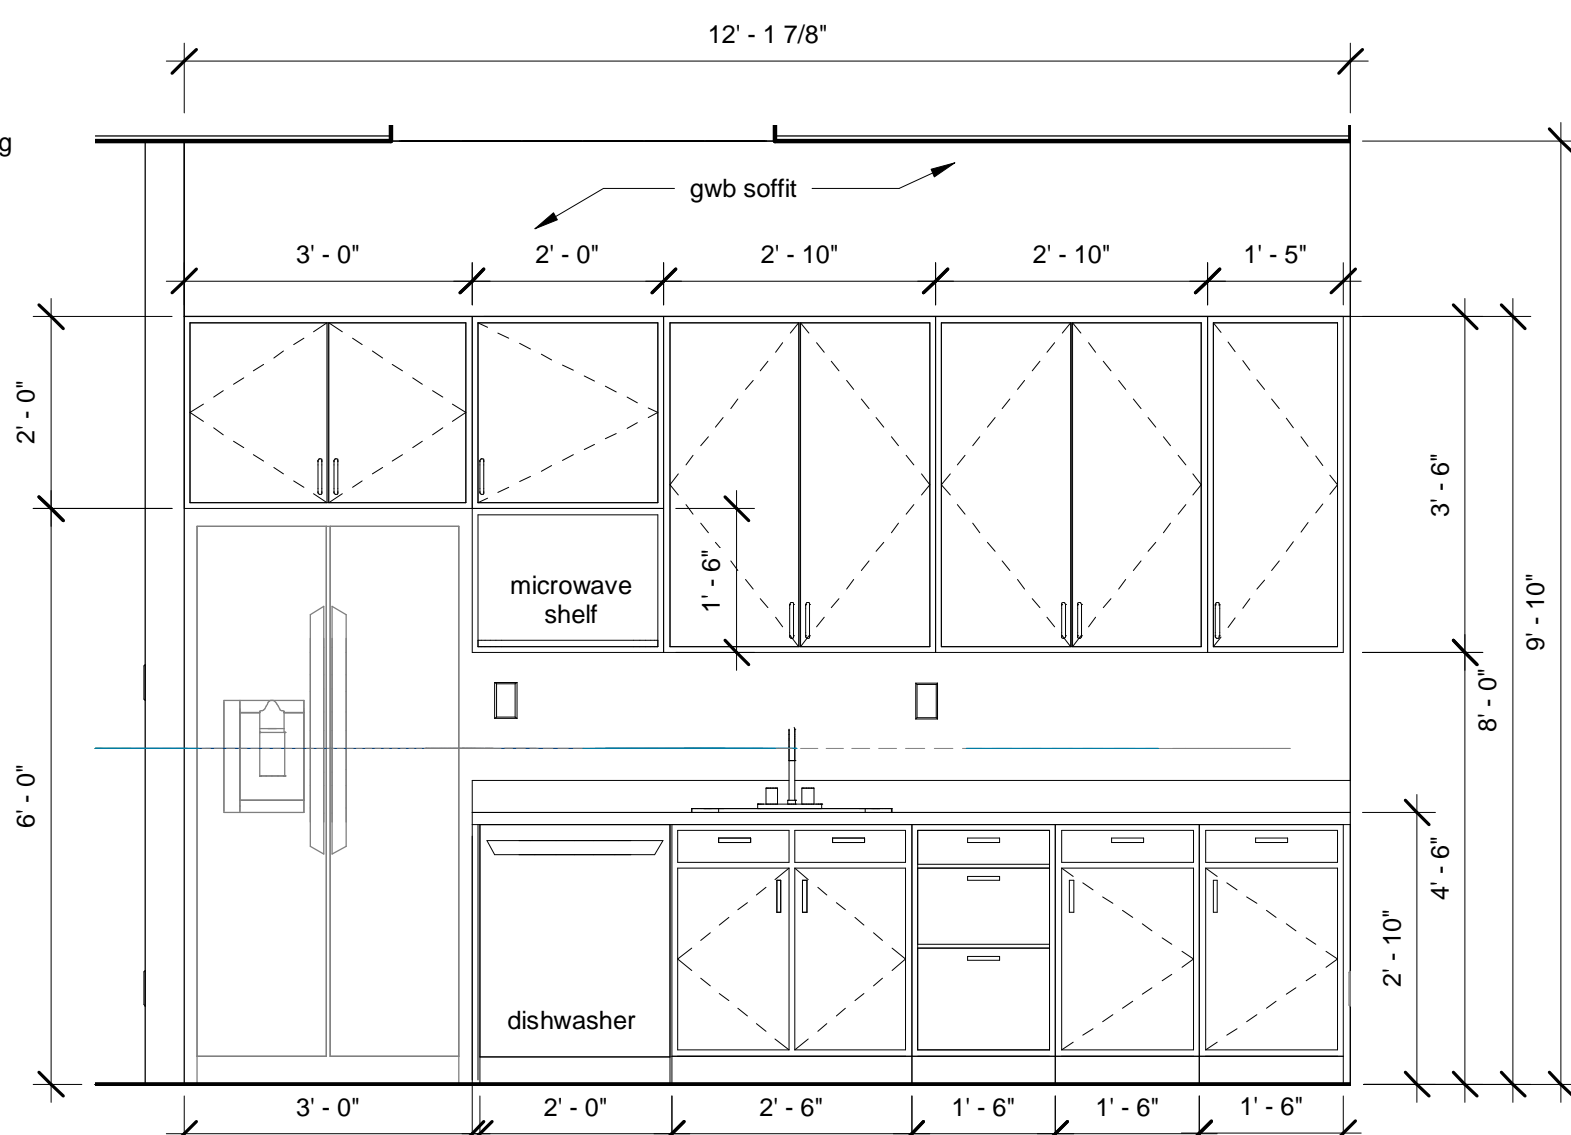 12' - 1 7/8"
g
gwb soffit
3' - 0"
2' - 0"
2' - 10"
2' - 10"
1' - 5"
2' - 0"
3' - 6"
1' - 6"
microwave
shelf
9' - 10"
8' - 0"
6' - 0"
4' - 6"
2' - 10"
dishwasher
3' - 0"
2' - 0"
2' - 6"
1' - 6"
1' - 6"
1' - 6"